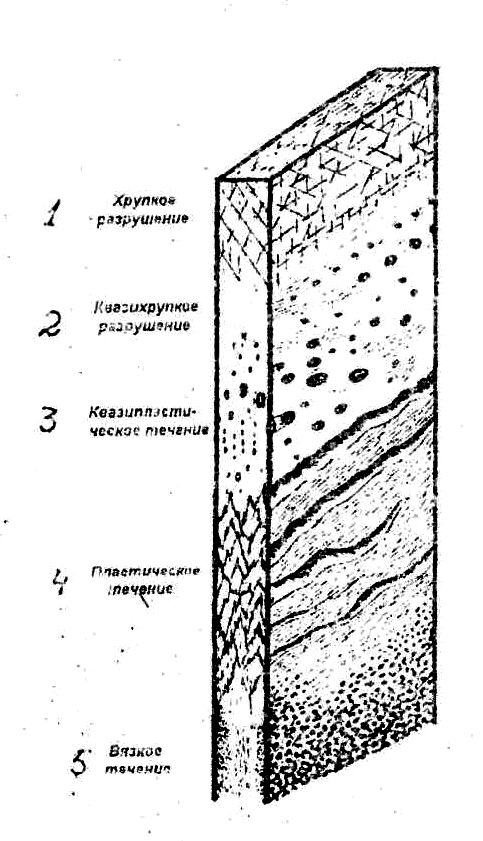 1
Хрупкое
разрушение
2
Квазихрупкое
разрушение
3
Квазипласти-
ческое течение
4
Пластическое
течение
5
Вязкое
течение